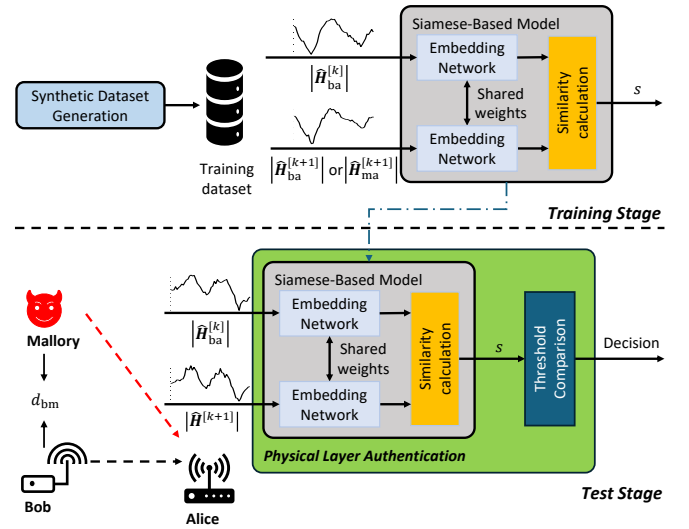 Siamese-Based Model
Embedding
Network
Synthetic Dataset
Generation
|Ĥ_ba^[k]|
Shared
weights
Similarity
calculation
s
Training
dataset
Embedding
Network
|Ĥ_ba^[k+1]| or |Ĥ_ma^[k+1]|
Training Stage
Siamese-Based Model
Embedding
Network
Mallory
|Ĥ_ba^[k]|
Shared
weights
Similarity
calculation
s
Threshold
Comparison
Decision
d_bm
Embedding
Network
|Ĥ^[k+1]|
Physical Layer Authentication
Bob
Alice
Test Stage